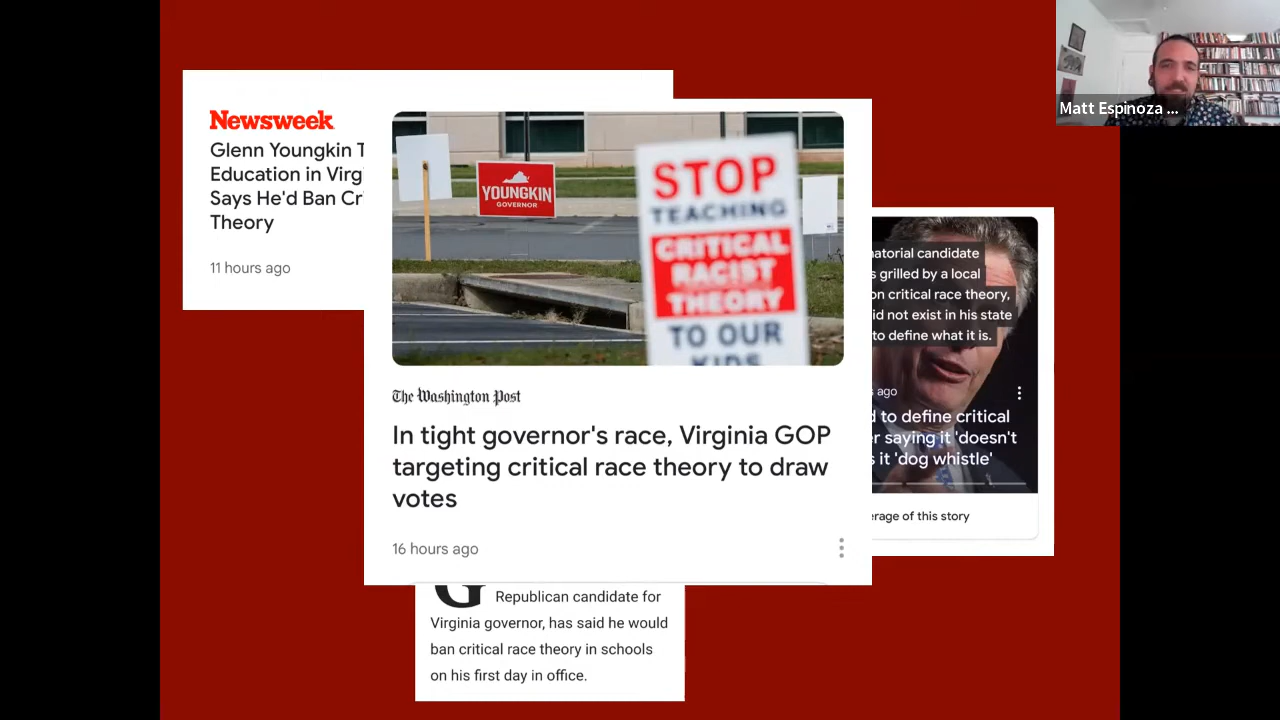 Matt Espinoza ...
Newsweek
Glenn Youngkin T
Education in Virg
Says He'd Ban Cr
Theory
11 hours ago
YOUNGKIN
GOVERNOR
STOP
TEACHING
CRITICAL
RACIST
THEORY
TO OUR
KIDS
The Washington Post
In tight governor's race, Virginia GOP
targeting critical race theory to draw
votes
16 hours ago
natorial candidate
s grilled by a local
on critical race theory,
id not exist in his state
to define what it is.
s ago
d to define critical
er saying it 'doesn't
s it 'dog whistle'
erage of this story
G Republican candidate for
Virginia governor, has said he would
ban critical race theory in schools
on his first day in office.